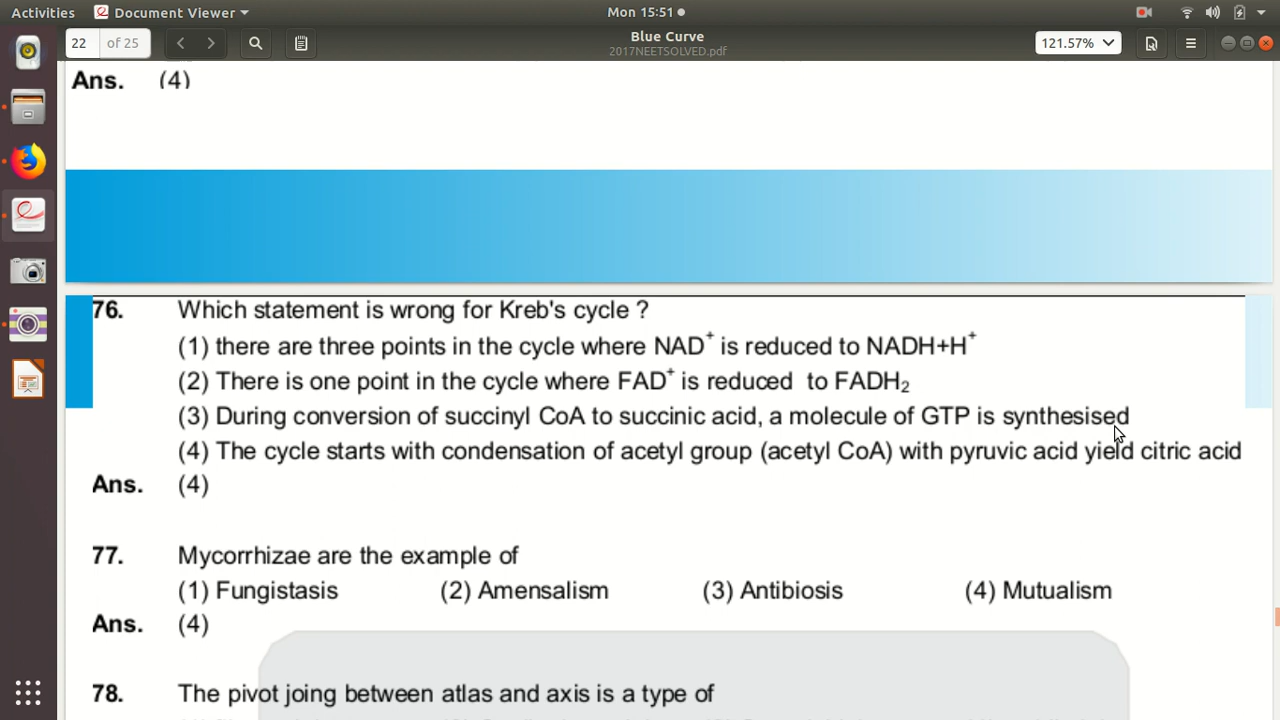 Activities Document Viewer Mon 15:51
22 of 25 Blue Curve 121.57%
2017NEETSOLVED.pdf
Ans. (4)
76. Which statement is wrong for Kreb's cycle ?
(1) there are three points in the cycle where NAD⁺ is reduced to NADH+H⁺
(2) There is one point in the cycle where FAD⁺ is reduced to FADH₂
(3) During conversion of succinyl CoA to succinic acid, a molecule of GTP is synthesised
(4) The cycle starts with condensation of acetyl group (acetyl CoA) with pyruvic acid yield citric acid
Ans. (4)
77. Mycorrhizae are the example of
(1) Fungistasis (2) Amensalism (3) Antibiosis (4) Mutualism
Ans. (4)
78. The pivot joing between atlas and axis is a type of